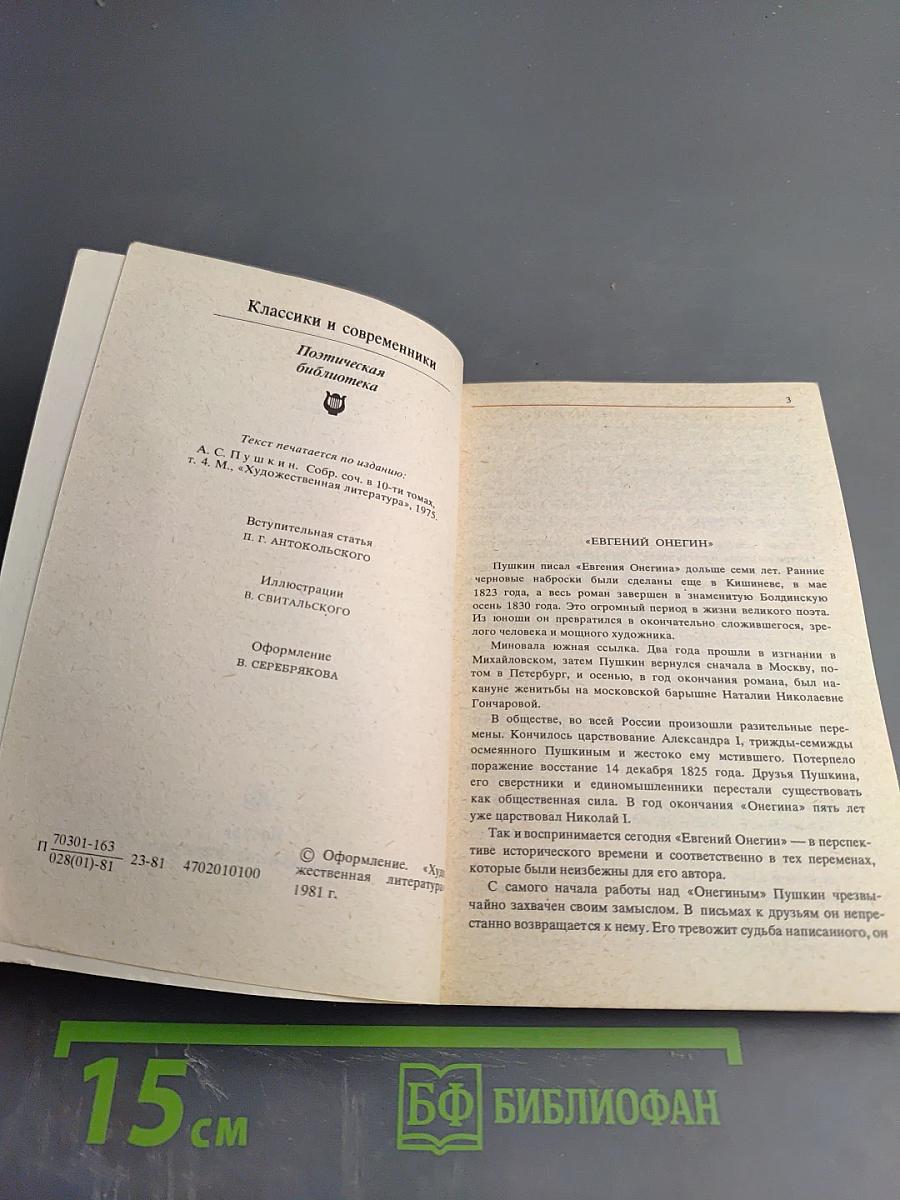 Классики и современники
Поэтическая
библиотека
Текст печатается по изданию:
А. С. Пушкин. Собр. соч. в 10-ти томах,
т. 4. М., «Художественная литература», 1975.
Вступительная статья
П. Г. АНТОКОЛЬСКОГО
Иллюстрации
В. СВИТАЛЬСКОГО
Оформление
В. СЕРЕБРЯКОВА
П 70301-163
028(01)-81 23-81 4702010100
© Оформление. «Худ
жественная литература
1981 г.
3
«ЕВГЕНИЙ ОНЕГИН»
Пушкин писал «Евгения Онегина» дольше семи лет. Ранние
черновые наброски были сделаны еще в Кишиневе, в мае
1823 года, а весь роман завершен в знаменитую Болдинскую
осень 1830 года. Это огромный период в жизни великого поэта.
Из юноши он превратился в окончательно сложившегося, зре-
лого человека и мощного художника.
Миновала южная ссылка. Два года прошли в изгнании в
Михайловском, затем Пушкин вернулся сначала в Москву, по-
том в Петербург, и осенью, в год окончания романа, был на-
кануне женитьбы на московской барышне Наталии Николаевне
Гончаровой.
В обществе, во всей России произошли разительные пере-
мены. Кончилось царствование Александра I, трижды-семижды
осмеянного Пушкиным и жестоко ему мстившего. Потерпело
поражение восстание 14 декабря 1825 года. Друзья Пушкина,
его сверстники и единомышленники перестали существовать
как общественная сила. В год окончания «Онегина» пять лет
уже царствовал Николай I.
Так и воспринимается сегодня «Евгений Онегин» — в перспек-
тиве исторического времени и соответственно в тех переменах,
которые были неизбежны для его автора.
С самого начала работы над «Онегиным» Пушкин чрезвы-
чайно захвачен своим замыслом. В письмах к друзьям он непре-
станно возвращается к нему. Его тревожит судьба написанного, он
15 см
БФ БИБЛИОФАН